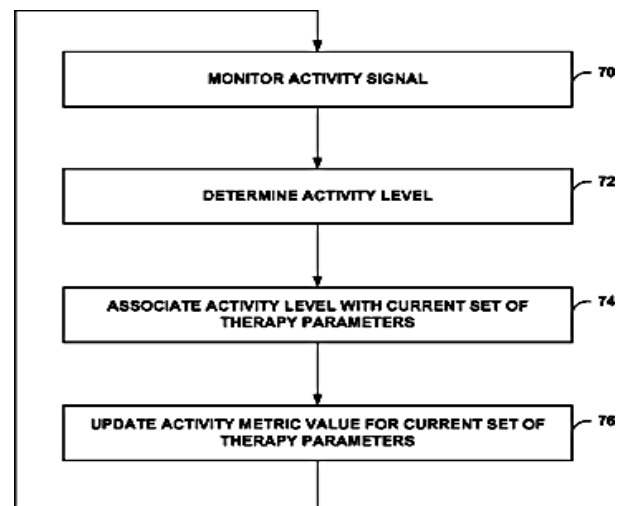 MONITOR ACTIVITY SIGNAL
70
DETERMINE ACTIVITY LEVEL
72
ASSOCIATE ACTIVITY LEVEL WITH CURRENT SET OF
THERAPY PARAMETERS
74
UPDATE ACTIVITY METRIC VALUE FOR CURRENT SET OF
THERAPY PARAMETERS
76